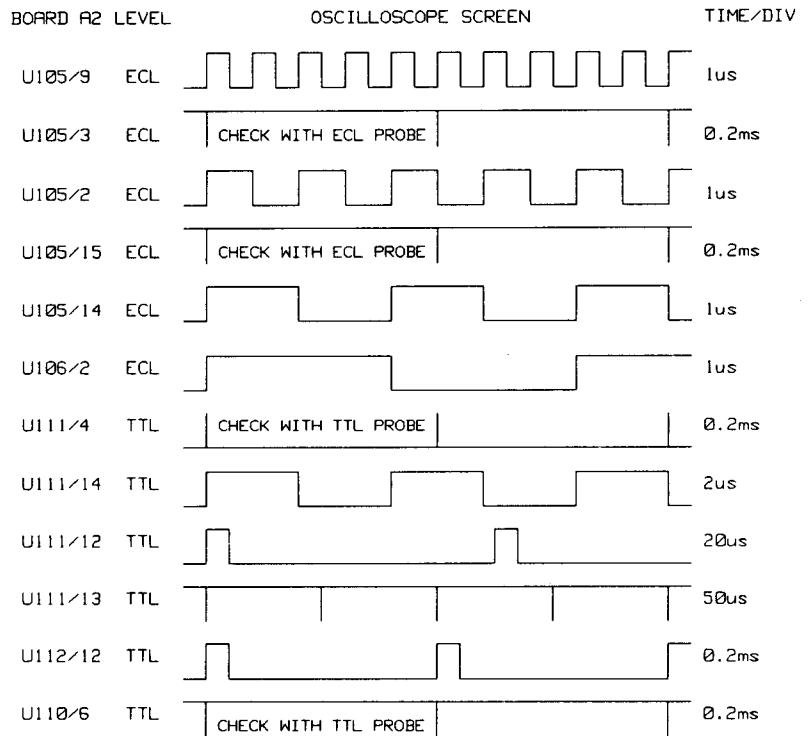 BOARD A2 LEVEL OSCILLOSCOPE SCREEN TIME/DIV
U105/9 ECL 1us
U105/3 ECL CHECK WITH ECL PROBE 0.2ms
U105/2 ECL 1us
U105/15 ECL CHECK WITH ECL PROBE 0.2ms
U105/14 ECL 1us
U106/2 ECL 1us
U111/4 TTL CHECK WITH TTL PROBE 0.2ms
U111/14 TTL 2us
U111/12 TTL 20us
U111/13 TTL 50us
U112/12 TTL 0.2ms
U110/6 TTL CHECK WITH TTL PROBE 0.2ms